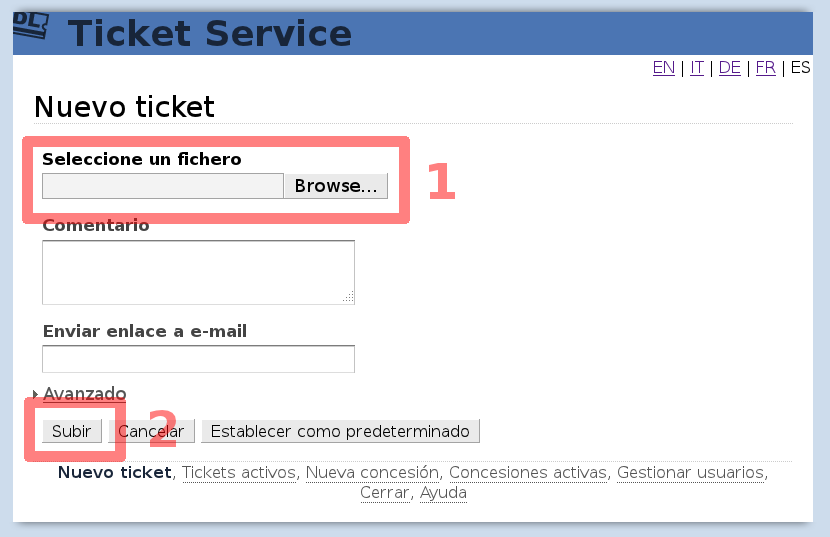 DL
Ticket Service
EN | IT | DE | FR | ES
Nuevo ticket
Seleccione un fichero
Browse...
1
Comentario
Enviar enlace a e-mail
Avanzado
Subir Cancelar Establecer como predeterminado
2
Nuevo ticket, Tickets activos, Nueva concesión, Concesiones activas, Gestionar usuarios,
Cerrar, Ayuda